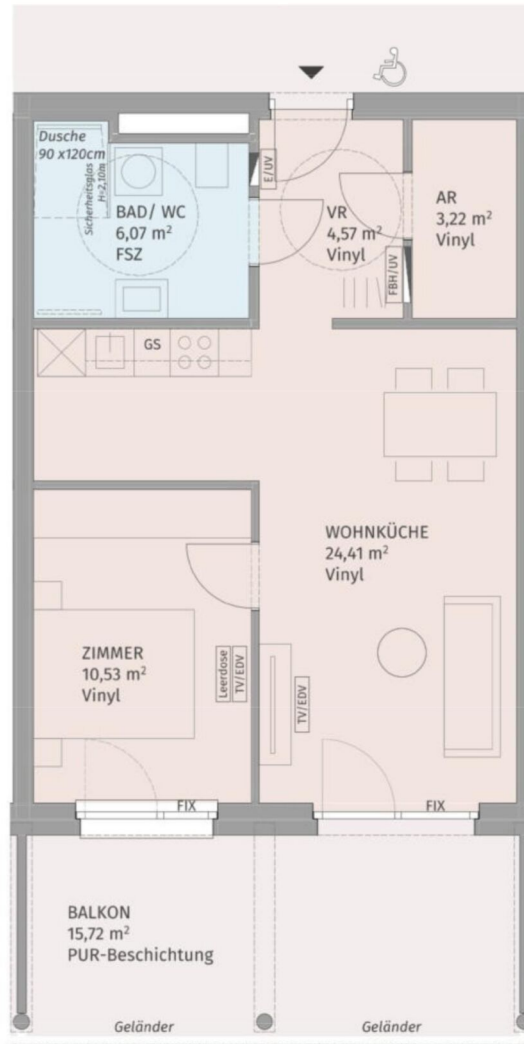 Dusche
90 x120cm
Sicherheitsglas
H=2,10m
BAD/ WC
6,07 m²
FSZ
E/UV
VR
4,57 m²
Vinyl
AR
3,22 m²
Vinyl
FBH/UV
GS
WOHNKÜCHE
24,41 m²
Vinyl
ZIMMER
10,53 m²
Vinyl
Leerdose
TV/EDV
TV/EDV
FIX
FIX
BALKON
15,72 m²
PUR-Beschichtung
Geländer
Geländer